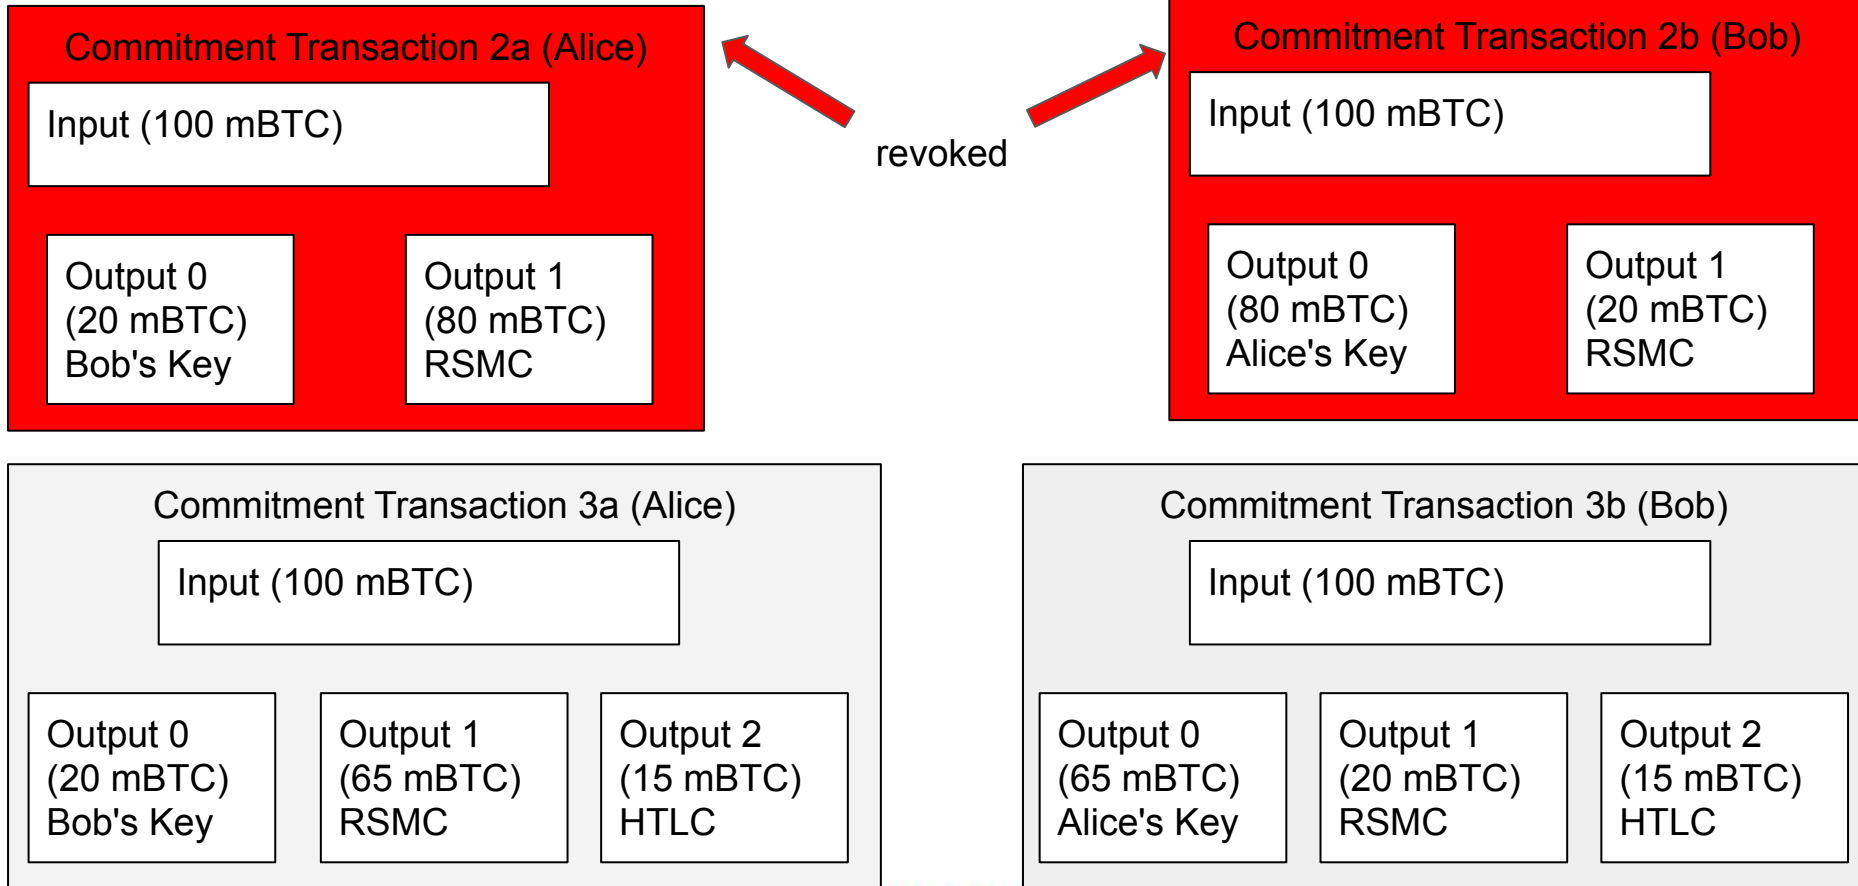 Commitment Transaction 2a (Alice)
Input (100 mBTC)
Output 0
(20 mBTC)
Bob's Key
Output 1
(80 mBTC)
RSMC
revoked
Commitment Transaction 2b (Bob)
Input (100 mBTC)
Output 0
(80 mBTC)
Alice's Key
Output 1
(20 mBTC)
RSMC
Commitment Transaction 3a (Alice)
Input (100 mBTC)
Output 0
(20 mBTC)
Bob's Key
Output 1
(65 mBTC)
RSMC
Output 2
(15 mBTC)
HTLC
Commitment Transaction 3b (Bob)
Input (100 mBTC)
Output 0
(65 mBTC)
Alice's Key
Output 1
(20 mBTC)
RSMC
Output 2
(15 mBTC)
HTLC